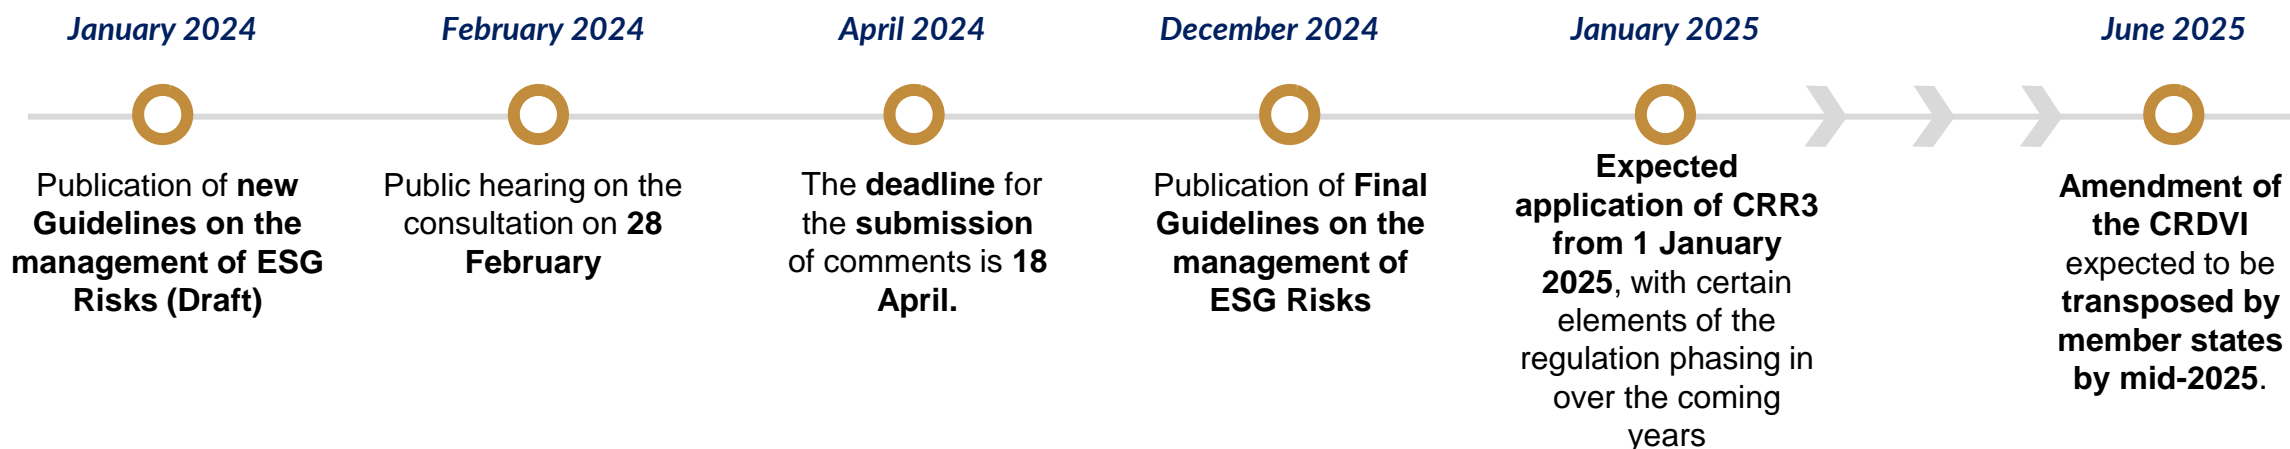 January 2024
Publication of new
Guidelines on the
management of ESG
Risks (Draft)
February 2024
Public hearing on the
consultation on 28
February
April 2024
The deadline for
the submission
of comments is 18
April.
December 2024
Publication of Final
Guidelines on the
management of
ESG Risks
January 2025
Expected
application of CRR3
from 1 January
2025, with certain
elements of the
regulation phasing in
over the coming
years
June 2025
Amendment of
the CRDVI
expected to be
transposed by
member states
by mid-2025.